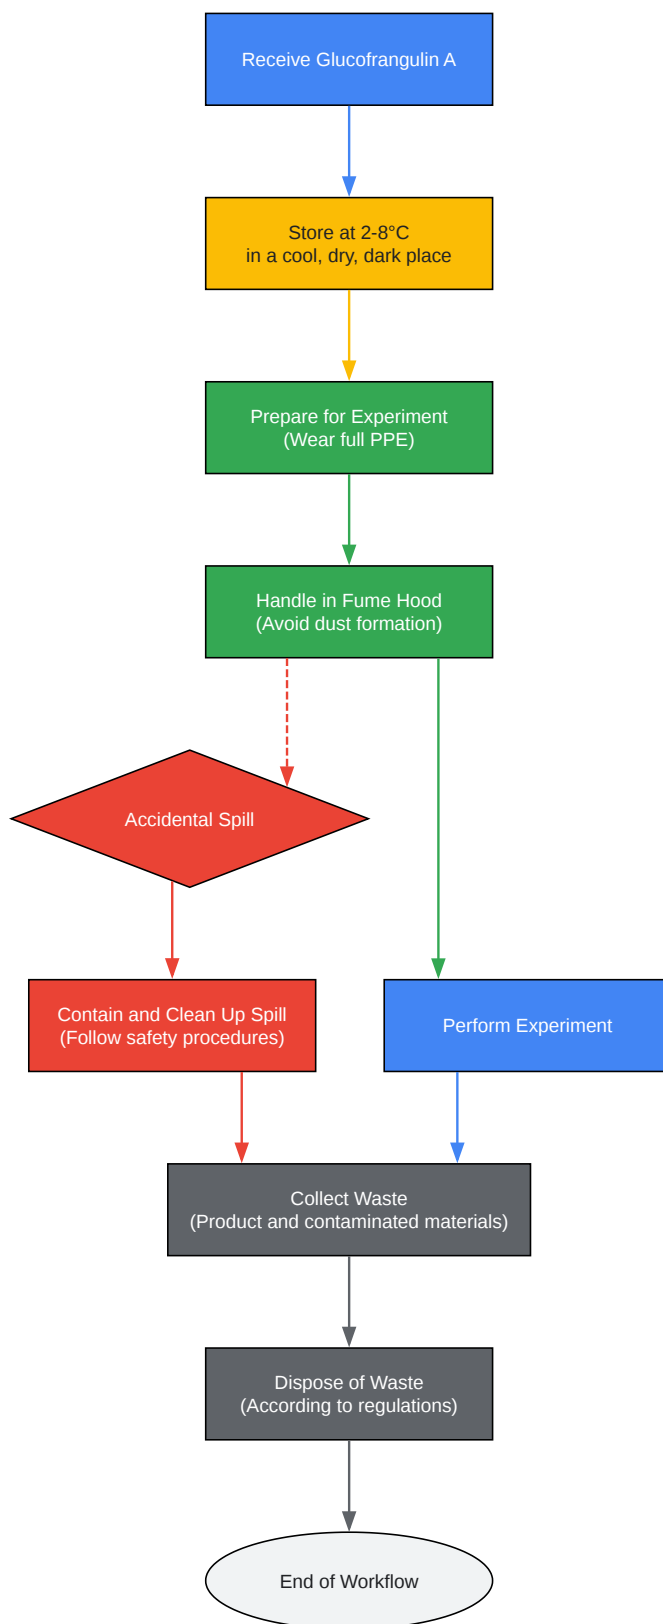 Receive Glucofrangulin A
Store at 2-8°C
in a cool, dry, dark place
Prepare for Experiment
(Wear full PPE)
Handle in Fume Hood
(Avoid dust formation)
Accidental Spill
Contain and Clean Up Spill
(Follow safety procedures)
Perform Experiment
Collect Waste
(Product and contaminated materials)
Dispose of Waste
(According to regulations)
End of Workflow